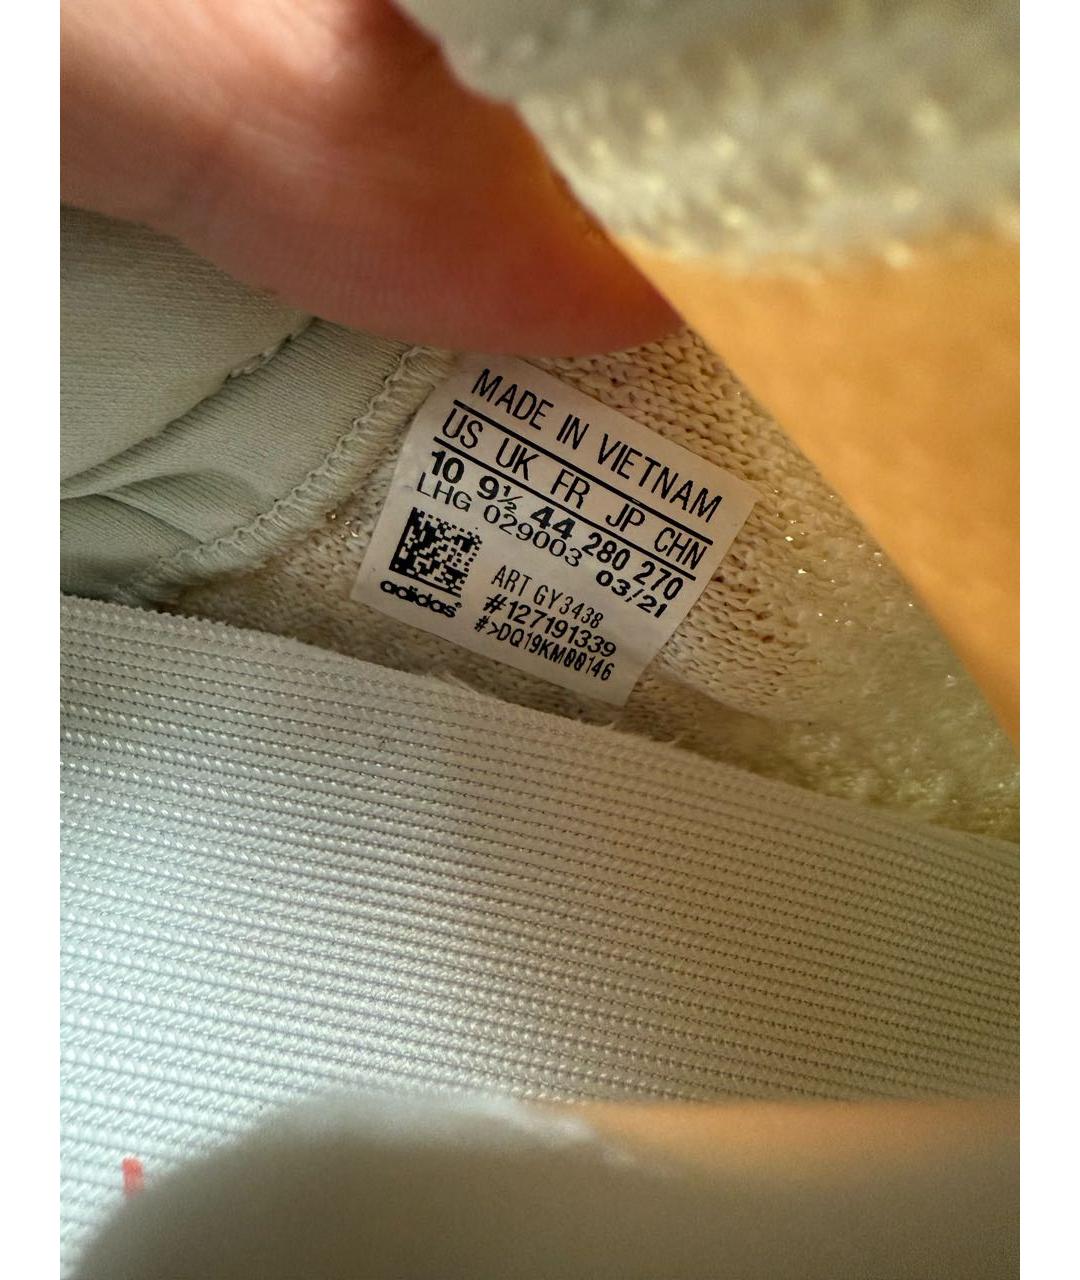 MADE IN VIETNAM
US UK FR JP CHN
10 9½ 44 280 270
LHG 029003 03/21
ART GY3438
#127191339
#>DQ19KM00146
adidas